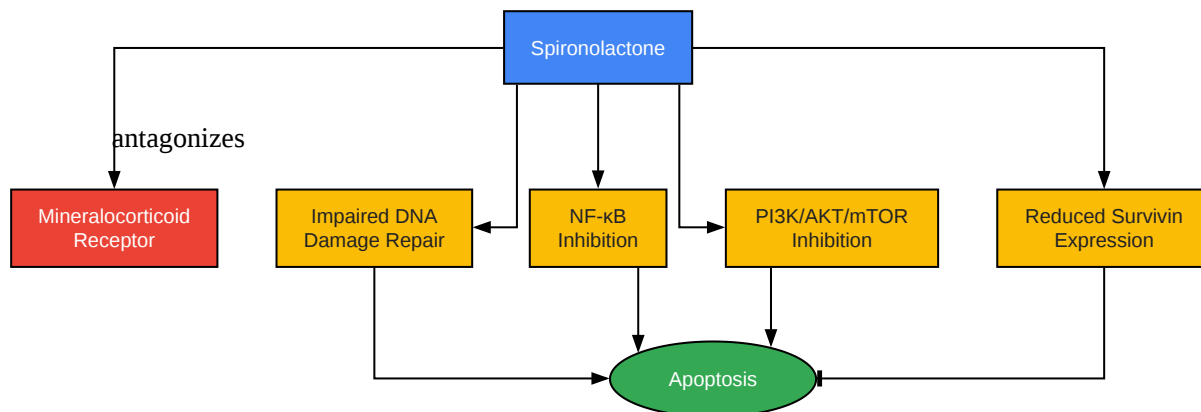 Spironolactone
antagonizes
Mineralocorticoid
Receptor
Impaired DNA
Damage Repair
NF-κB
Inhibition
PI3K/AKT/mTOR
Inhibition
Reduced Survivin
Expression
Apoptosis